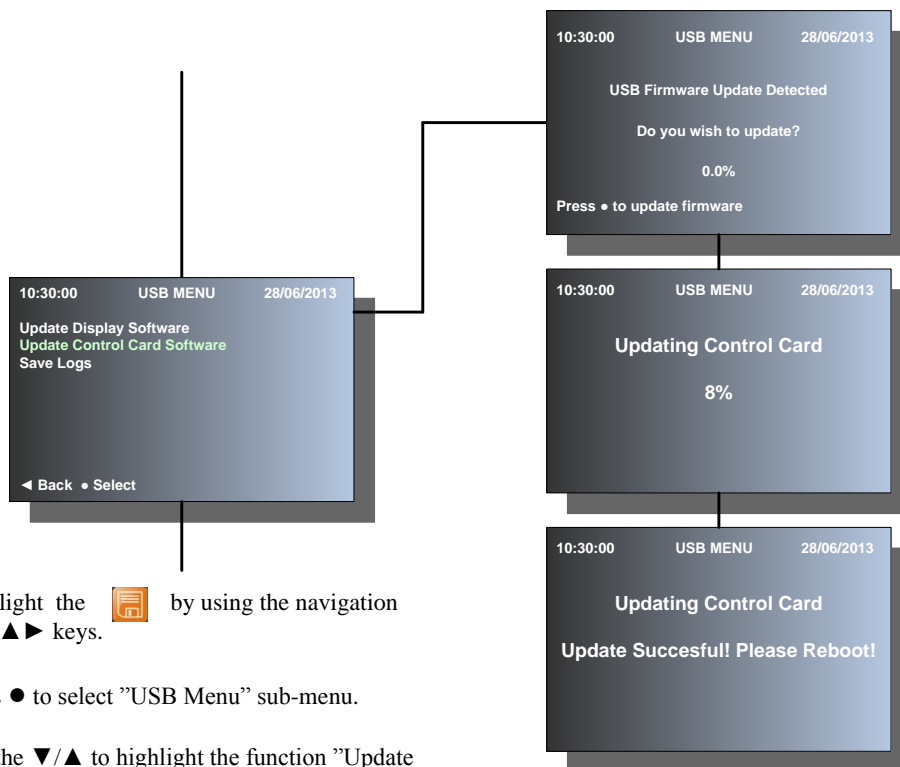 10:30:00 USB MENU 28/06/2013
USB Firmware Update Detected
Do you wish to update?
0.0%
Press ● to update firmware
10:30:00 USB MENU 28/06/2013
Update Display Software
Update Control Card Software
Save Logs
◄ Back ● Select
10:30:00 USB MENU 28/06/2013
Updating Control Card
8%
10:30:00 USB MENU 28/06/2013
Updating Control Card
Update Succesful! Please Reboot!
light the by using the navigation
▲► keys.
● to select ”USB Menu” sub-menu.
the ▼/▲ to highlight the function ”Update